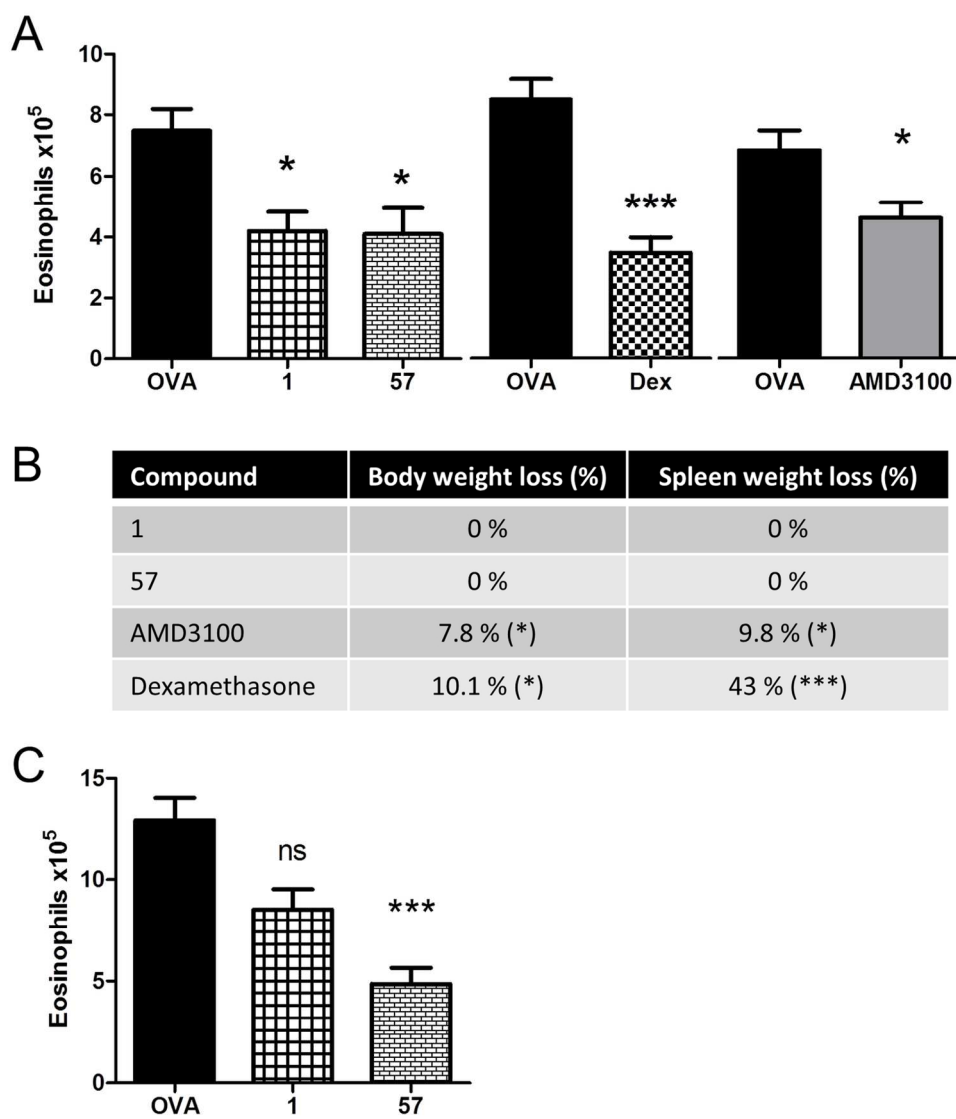 A
Eosinophils x10⁵
10
8
6
4
2
0
* * *** *
OVA 1 57 OVA Dex OVA AMD3100
B
Compound Body weight loss (%) Spleen weight loss (%)
1 0 % 0 %
57 0 % 0 %
AMD3100 7.8 % (*) 9.8 % (*)
Dexamethasone 10.1 % (*) 43 % (***)
C
Eosinophils x10⁵
15
10
5
0
ns ***
OVA 1 57